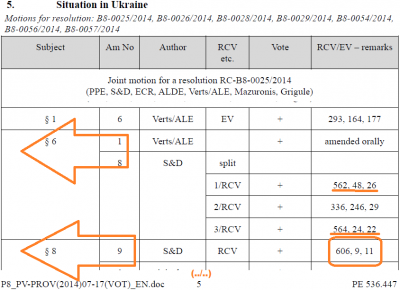 5. Situation in Ukraine
Motions for resolution: B8-0025/2014, B8-0026/2014, B8-0028/2014, B8-0029/2014, B8-0054/2014,
B8-0056/2014, B8-0057/2014
Subject Am No Author RCV etc. Vote RCV/EV – remarks
Joint motion for a resolution RC-B8-0025/2014
(PPE, S&D, ECR, ALDE, Verts/ALE, Mazuronis, Grigule)
§ 1 6 Verts/ALE EV + 293, 164, 177
§ 6 1 Verts/ALE + amended orally
8 S&D split
1/RCV + 562, 48, 26
2/RCV + 336, 246, 29
3/RCV + 564, 24, 22
§ 8 9 S&D RCV + 606, 9, 11
(../..)
P8_PV-PROV(2014)07-17(VOT)_EN.doc 5 PE 536.447